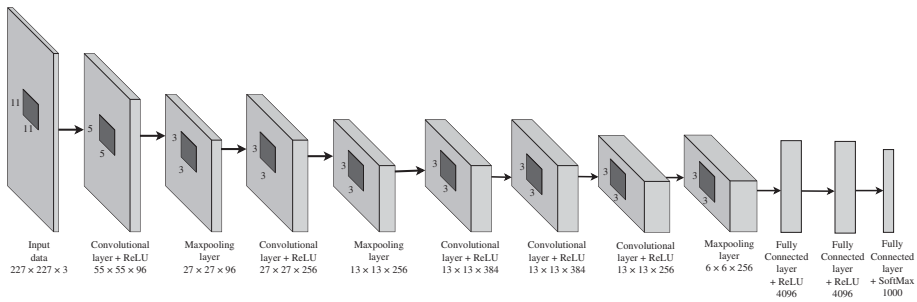 11
11
5
5
3
3
3
3
3
3
3
3
3
3
3
3
3
3
Input
data
227 × 227 × 3
Convolutional
layer + ReLU
55 × 55 × 96
Maxpooling
layer
27 × 27 × 96
Convolutional
layer + ReLU
27 × 27 × 256
Maxpooling
layer
13 × 13 × 256
Convolutional
layer + ReLU
13 × 13 × 384
Convolutional
layer + ReLU
13 × 13 × 384
Convolutional
layer + ReLU
13 × 13 × 256
Maxpooling
layer
6 × 6 × 256
Fully
Connected
layer
+ ReLU
4096
Fully
Connected
layer
+ ReLU
4096
Fully
Connected
layer
+ SoftMax
1000